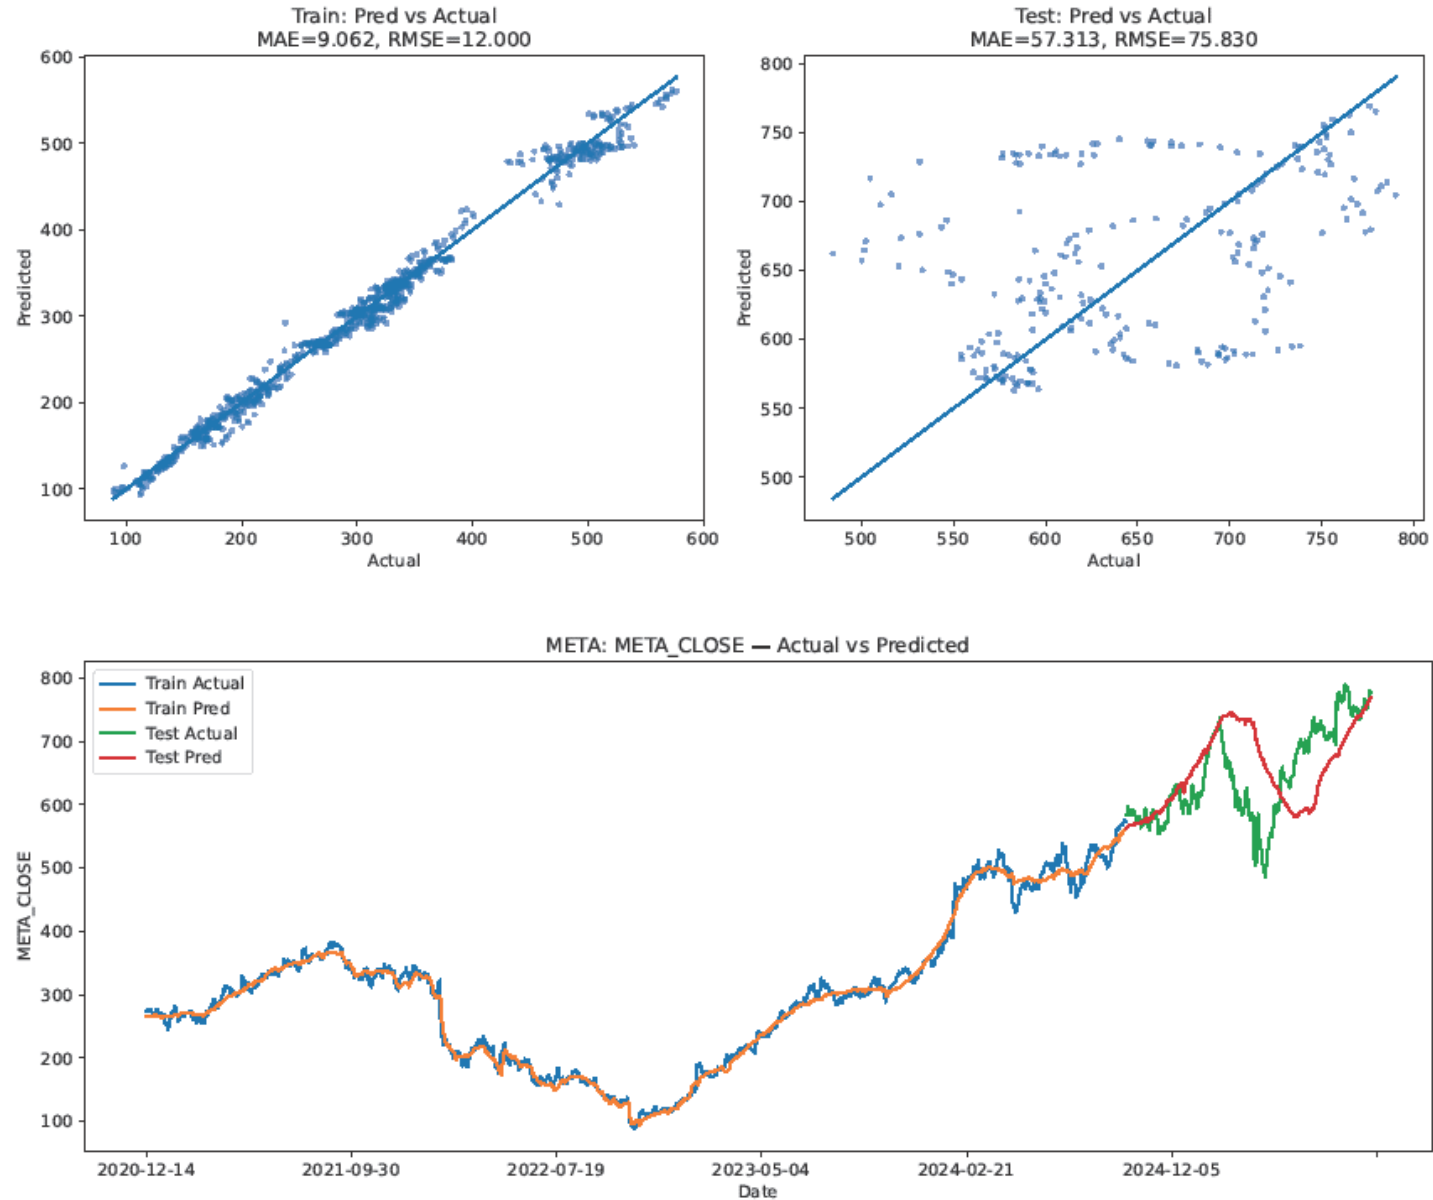 Train: Pred vs Actual
MAE=9.062, RMSE=12.000
600
500
400
300
200
100
Predicted
100 200 300 400 500 600
Actual
Test: Pred vs Actual
MAE=57.313, RMSE=75.830
800
750
700
650
600
550
500
Predicted
500 550 600 650 700 750 800
Actual
META: META_CLOSE — Actual vs Predicted
Train Actual
Train Pred
Test Actual
Test Pred
800
700
600
500
400
300
200
100
META_CLOSE
2020-12-14 2021-09-30 2022-07-19 2023-05-04 2024-02-21 2024-12-05
Date